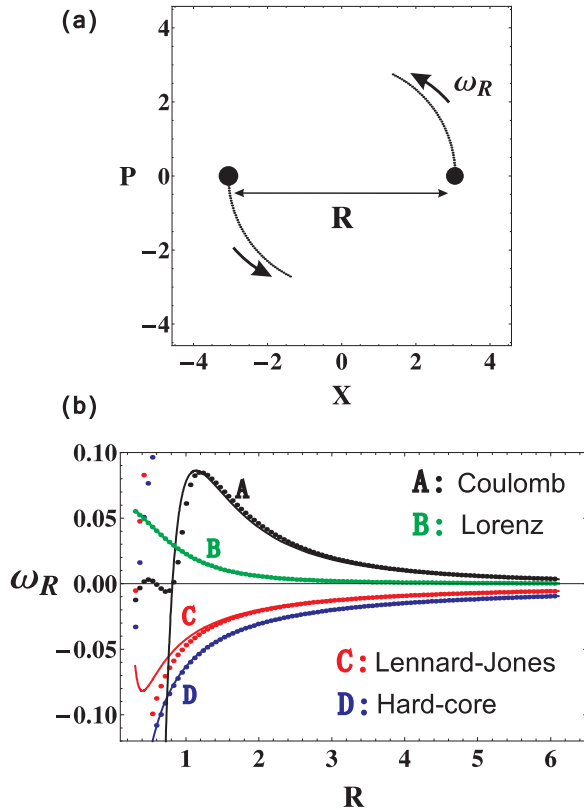 (a)
4
2
P 0
−2
−4
ω_R
R
−4 −2 0 2 4
X
(b)
0.10
0.05
ω_R 0.00
−0.05
−0.10
A
B
C
D
A: Coulomb
B: Lorenz
C: Lennard-Jones
D: Hard-core
1 2 3 4 5 6
R